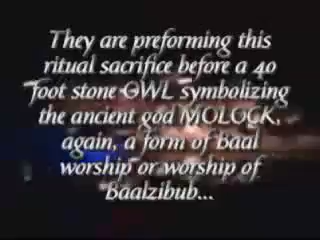 They are preforming this
ritual sacrifice before a 40
foot stone OWL symbolizing
the ancient god MOLOCK,
again, a form of Baal
worship or worship of
Baalzibub...